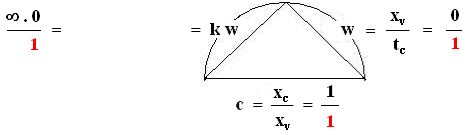 ∞ . 0 / 1 = = k w w = x_v / t_c = 0 / 1
c = x_c / x_v = 1 / 1